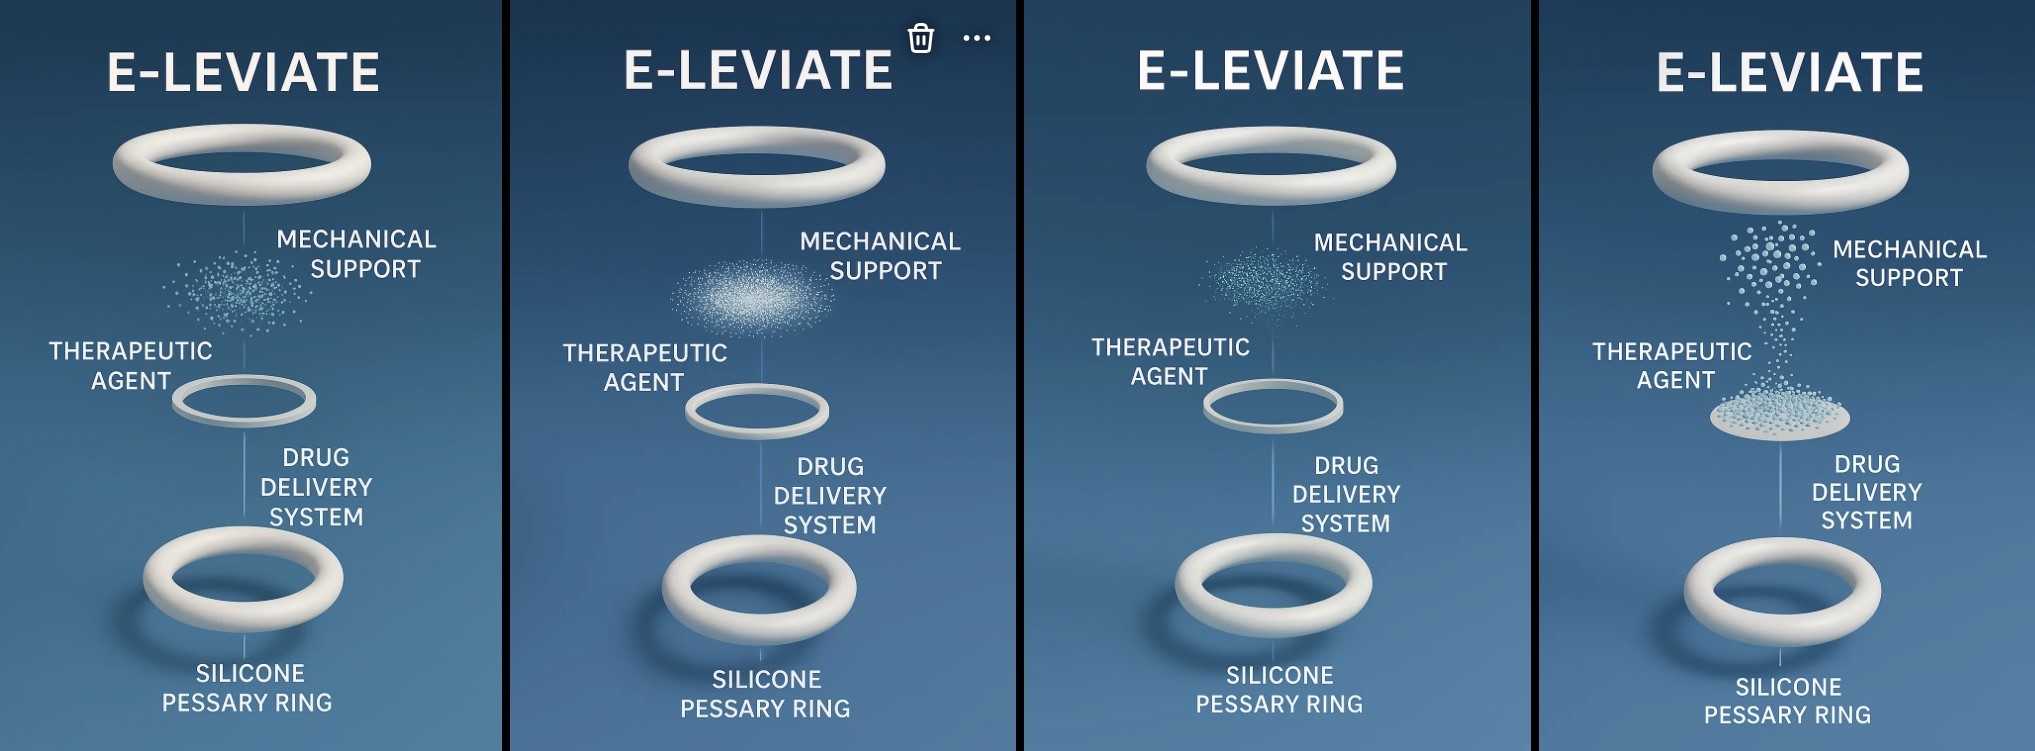 E-LEVIATE
MECHANICAL
SUPPORT
THERAPEUTIC
AGENT
DRUG
DELIVERY
SYSTEM
SILICONE
PESSARY RING
E-LEVIATE
MECHANICAL
SUPPORT
THERAPEUTIC
AGENT
DRUG
DELIVERY
SYSTEM
SILICONE
PESSARY RING
E-LEVIATE
MECHANICAL
SUPPORT
THERAPEUTIC
AGENT
DRUG
DELIVERY
SYSTEM
SILICONE
PESSARY RING
E-LEVIATE
MECHANICAL
SUPPORT
THERAPEUTIC
AGENT
DRUG
DELIVERY
SYSTEM
SILICONE
PESSARY RING